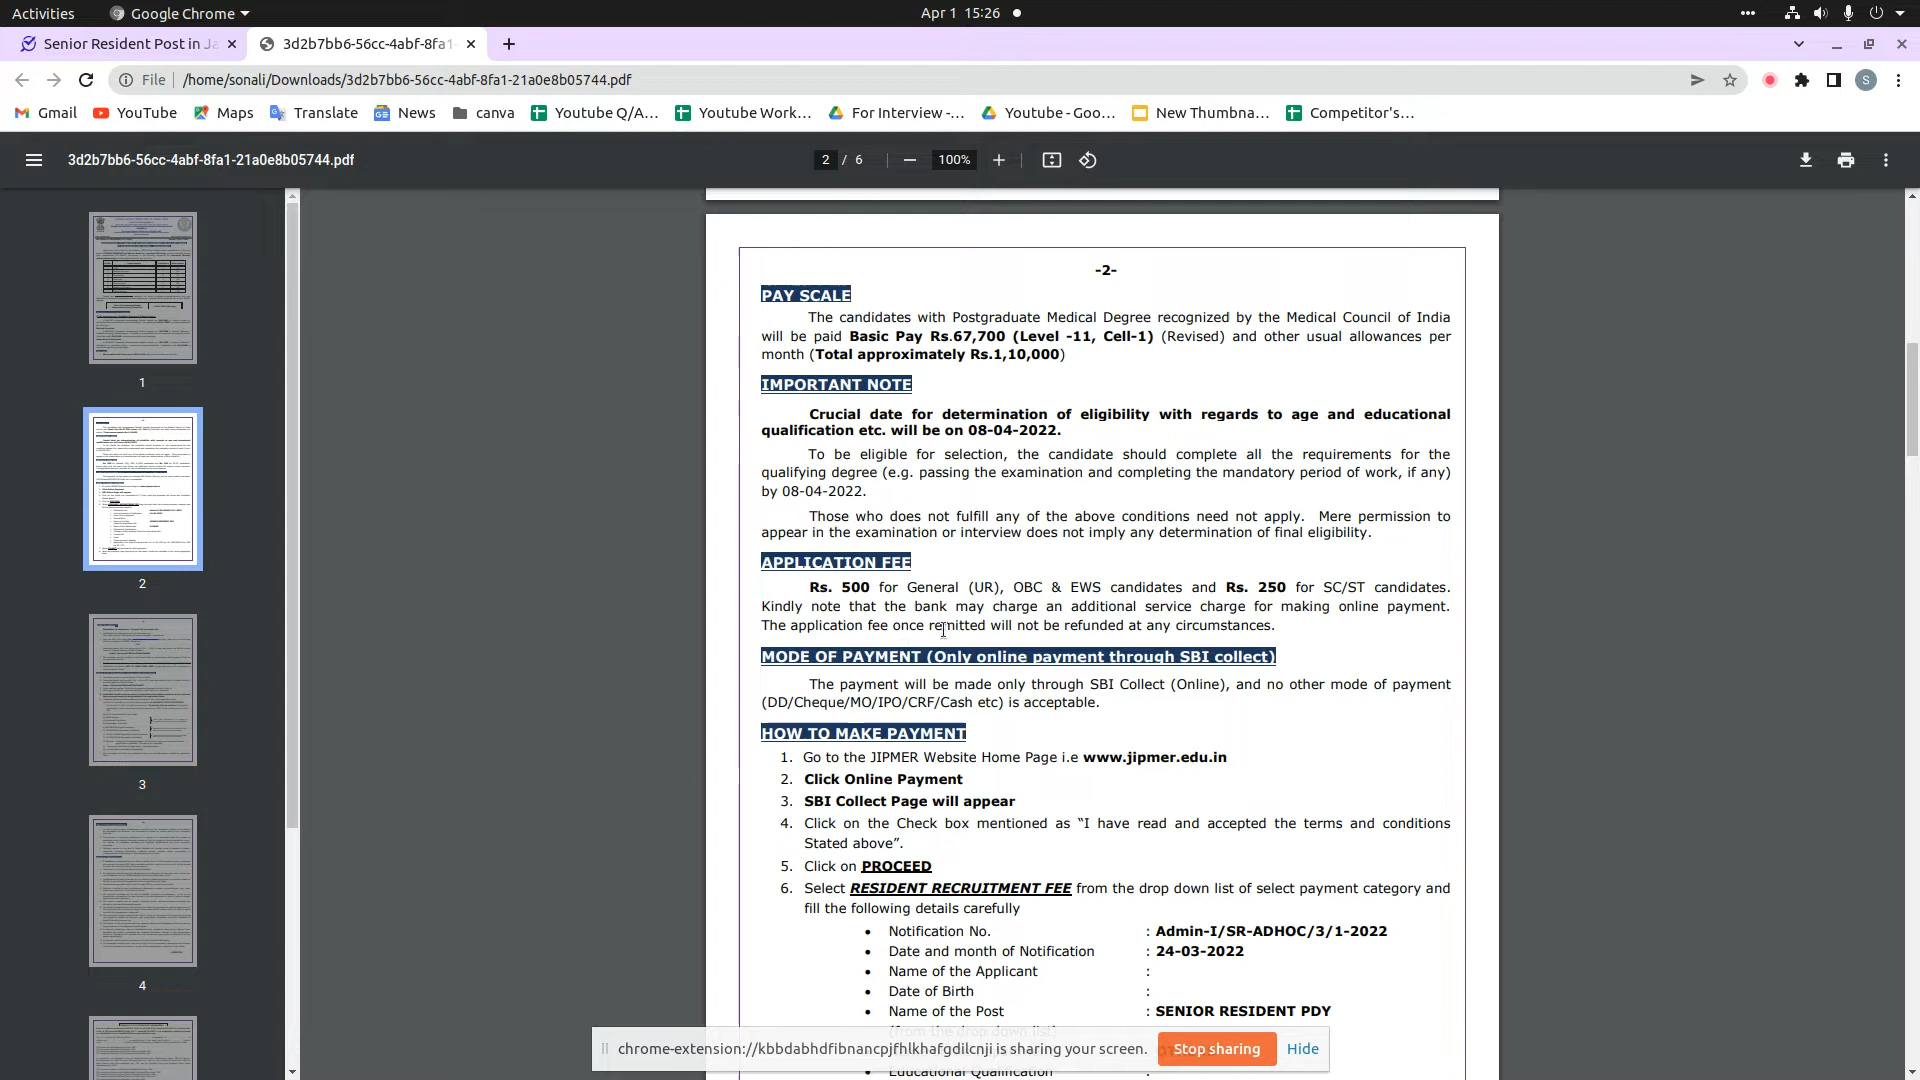 Activities
Google Chrome
Apr 1 15:26
Senior Resident Post in Ja
3d2b7bb6-56cc-4abf-8fa1-
File
/home/sonali/Downloads/3d2b7bb6-56cc-4abf-8fa1-21a0e8b05744.pdf
S
Gmail
YouTube
Maps
Translate
News
canva
Youtube Q/A...
Youtube Work...
For Interview -...
Youtube - Goo...
New Thumbna...
Competitor's...
3d2b7bb6-56cc-4abf-8fa1-21a0e8b05744.pdf
2 / 6
100%
1
2
3
4
-2-
PAY SCALE
The candidates with Postgraduate Medical Degree recognized by the Medical Council of India
will be paid Basic Pay Rs.67,700 (Level -11, Cell-1) (Revised) and other usual allowances per
month (Total approximately Rs.1,10,000)
IMPORTANT NOTE
Crucial date for determination of eligibility with regards to age and educational
qualification etc. will be on 08-04-2022.
To be eligible for selection, the candidate should complete all the requirements for the
qualifying degree (e.g. passing the examination and completing the mandatory period of work, if any)
by 08-04-2022.
Those who does not fulfill any of the above conditions need not apply. Mere permission to
appear in the examination or interview does not imply any determination of final eligibility.
APPLICATION FEE
Rs. 500 for General (UR), OBC & EWS candidates and Rs. 250 for SC/ST candidates.
Kindly note that the bank may charge an additional service charge for making online payment.
The application fee once remitted will not be refunded at any circumstances.
MODE OF PAYMENT (Only online payment through SBI collect)
The payment will be made only through SBI Collect (Online), and no other mode of payment
(DD/Cheque/MO/IPO/CRF/Cash etc) is acceptable.
HOW TO MAKE PAYMENT
1. Go to the JIPMER Website Home Page i.e www.jipmer.edu.in
2. Click Online Payment
3. SBI Collect Page will appear
4. Click on the Check box mentioned as “I have read and accepted the terms and conditions
Stated above”.
5. Click on PROCEED
6. Select RESIDENT RECRUITMENT FEE from the drop down list of select payment category and
fill the following details carefully
• Notification No. : Admin-I/SR-ADHOC/3/1-2022
• Date and month of Notification : 24-03-2022
• Name of the Applicant :
• Date of Birth :
• Name of the Post : SENIOR RESIDENT PDY
(from the drop down list)
chrome-extension://kbbdabhdfibnancpjfhlkhafgdilcnji is sharing your screen.
Stop sharing
Hide
Educational Qualification :